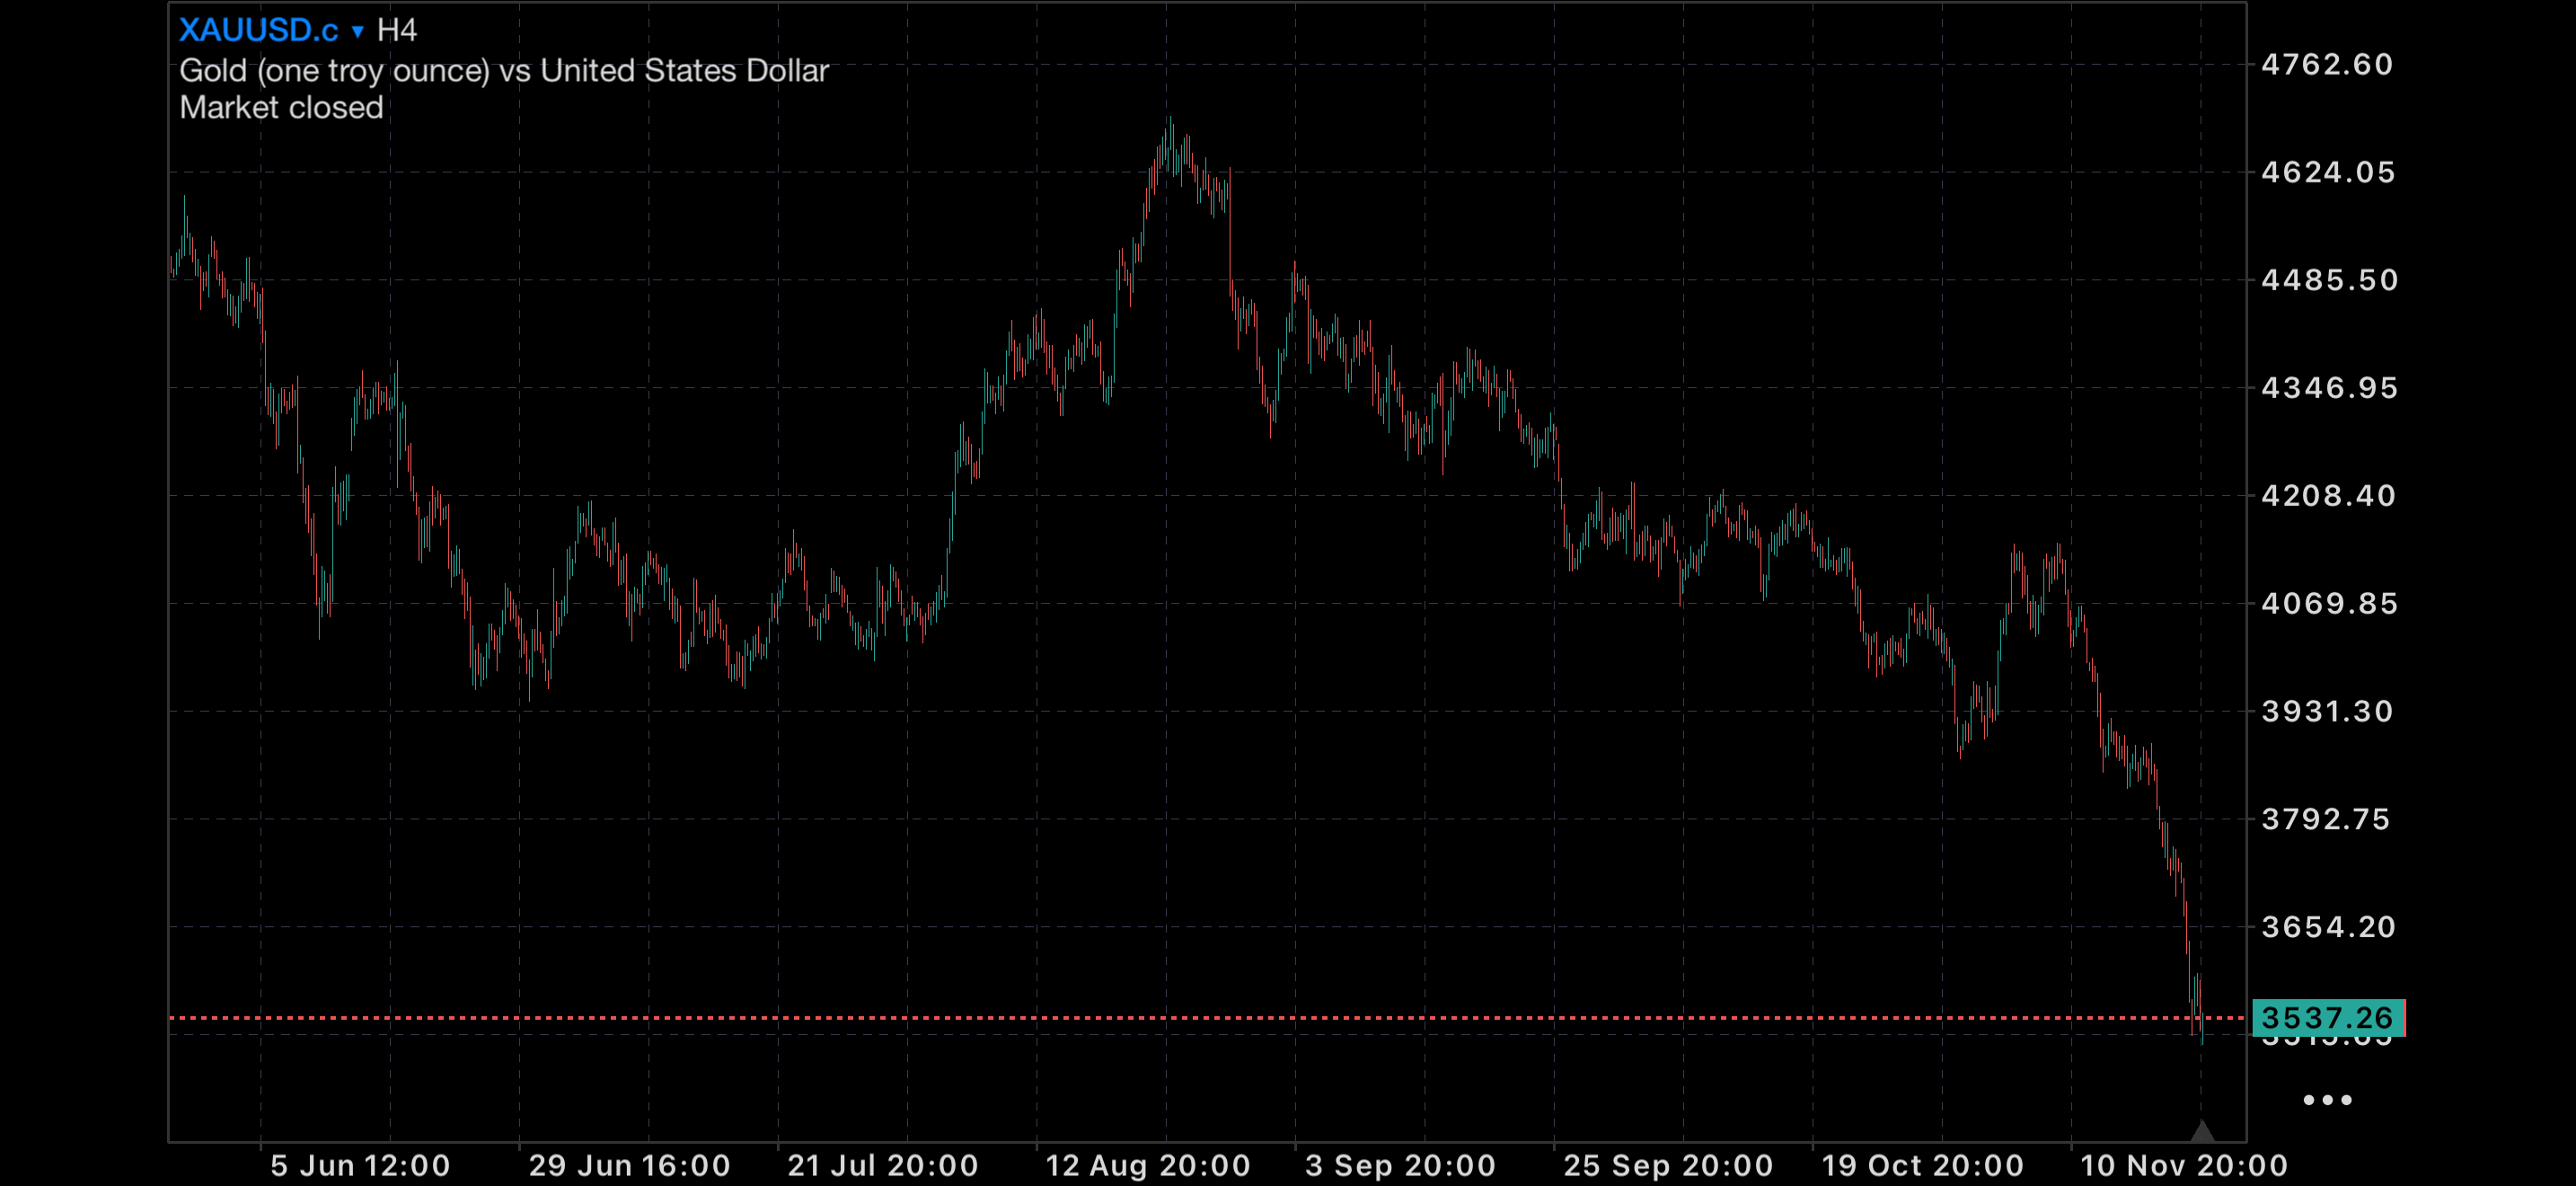 XAUUSD.c ▾ H4
Gold (one troy ounce) vs United States Dollar
Market closed
4762.60
4624.05
4485.50
4346.95
4208.40
4069.85
3931.30
3792.75
3654.20
3537.26
5 Jun 12:00 29 Jun 16:00 21 Jul 20:00 12 Aug 20:00 3 Sep 20:00 25 Sep 20:00 19 Oct 20:00 10 Nov 20:00